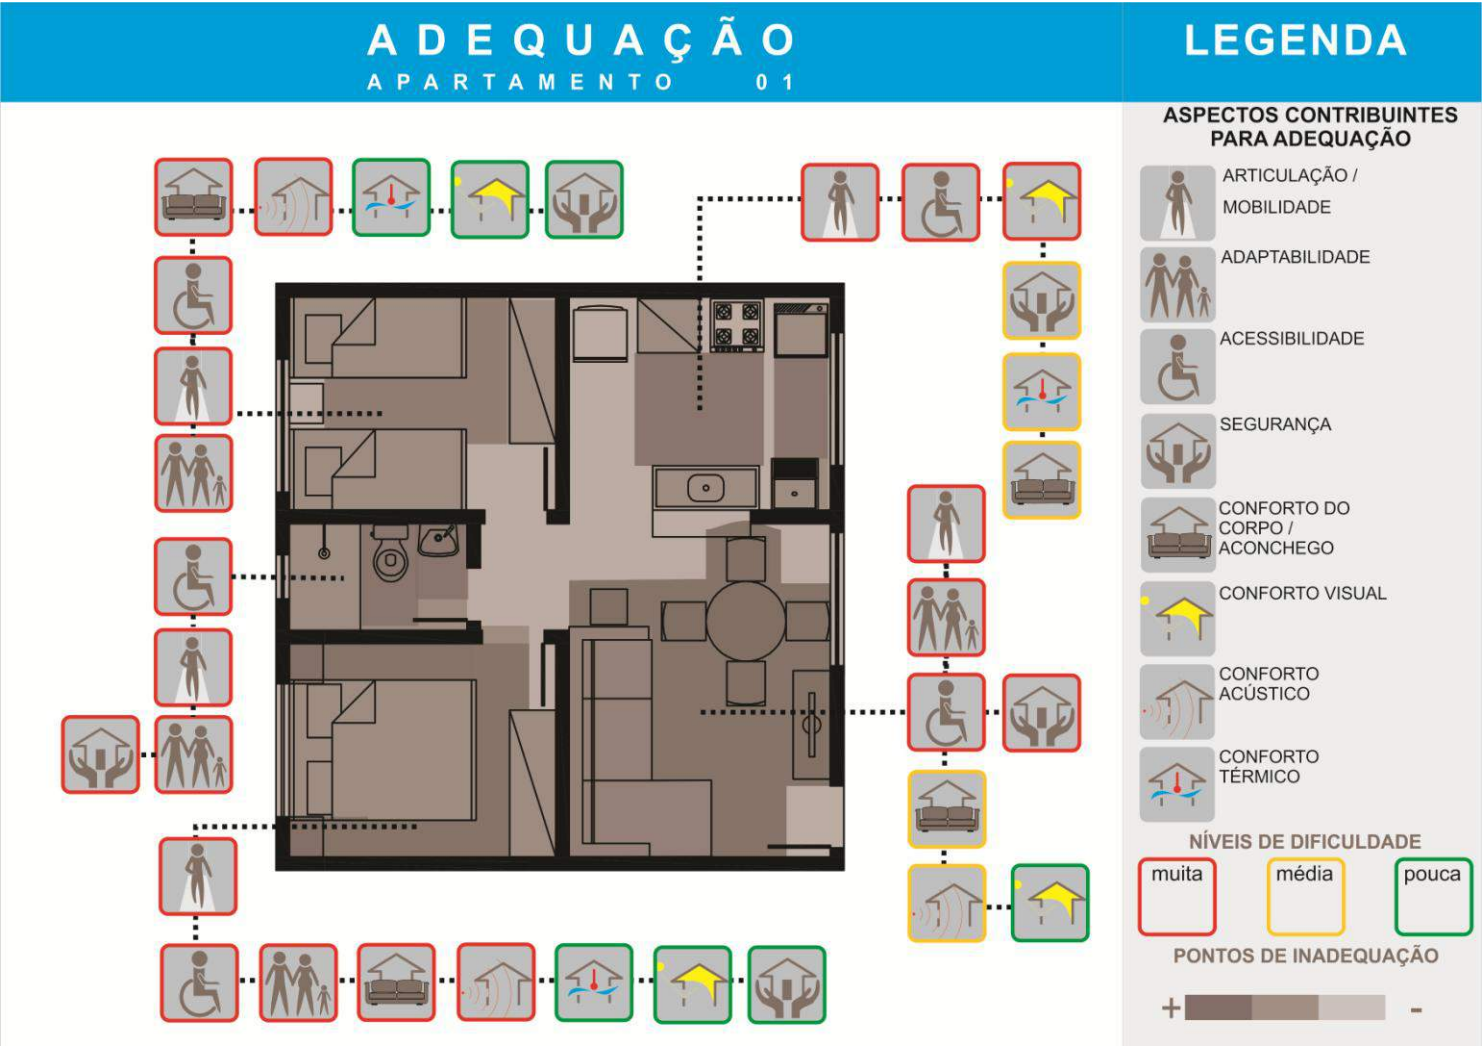 ADEQUAÇÃO
APARTAMENTO 01
LEGENDA
ASPECTOS CONTRIBUINTES
PARA ADEQUAÇÃO
ARTICULAÇÃO /
MOBILIDADE
ADAPTABILIDADE
ACESSIBILIDADE
SEGURANÇA
CONFORTO DO
CORPO /
ACONCHEGO
CONFORTO VISUAL
CONFORTO
ACÚSTICO
CONFORTO
TÉRMICO
NÍVEIS DE DIFICULDADE
muita
média
pouca
PONTOS DE INADEQUAÇÃO
+ -